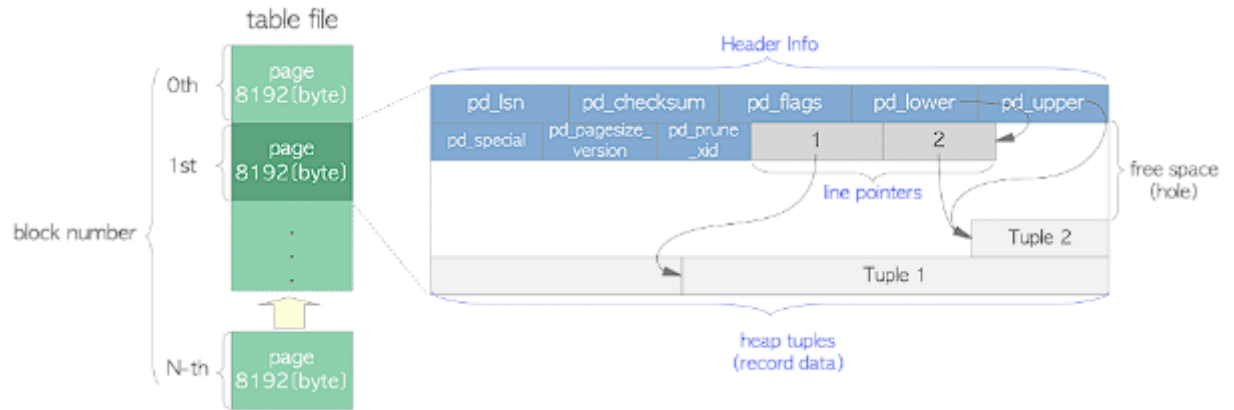 table file
Header Info
0th
page
8192(byte)
pd_lsn
pd_checksum
pd_flags
pd_lower
pd_upper
1st
page
8192(byte)
pd_special
pd_pagesize_
version
pd_prune
_xid
1
2
line pointers
free space
(hole)
block number
.
.
.
Tuple 2
Tuple 1
N-th
page
8192(byte)
heap tuples
(record data)